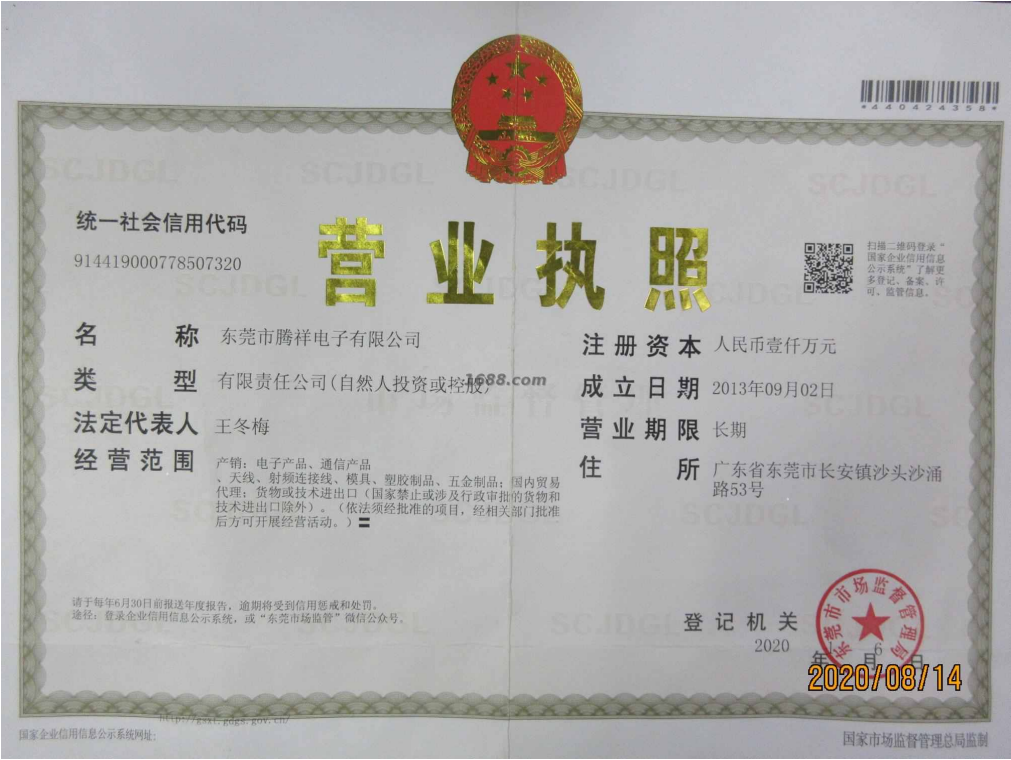 *440424358*
统一社会信用代码
914419000778507320
营业执照
扫描二维码登录“
国家企业信用信息
公示系统”了解更
多登记、备案、许
可、监管信息。
名称 东莞市腾祥电子有限公司
类型 有限责任公司(自然人投资或控股)
1688.com
法定代表人 王冬梅
经营范围 产销：电子产品、通信产品
、天线、射频连接线、模具、塑胶制品、五金制品；国内贸易
代理；货物或技术进出口（国家禁止或涉及行政审批的货物和
技术进出口除外）。（依法须经批准的项目，经相关部门批准
后方可开展经营活动。）〓
注册资本 人民币壹仟万元
成立日期 2013年09月02日
营业期限 长期
住所 广东省东莞市长安镇沙头沙涌
路53号
请于每年6月30日前报送年度报告，逾期将受到信用惩戒和处罚。
途径：登录企业信用信息公示系统，或“东莞市场监管”微信公众号。
登记机关
东莞市市场监督管理局
2020 年 月 6 日
2020/08/14
http://gsxt.gdgs.gov.cn/
国家企业信用信息公示系统网址:
国家市场监督管理总局监制
SCJDGL